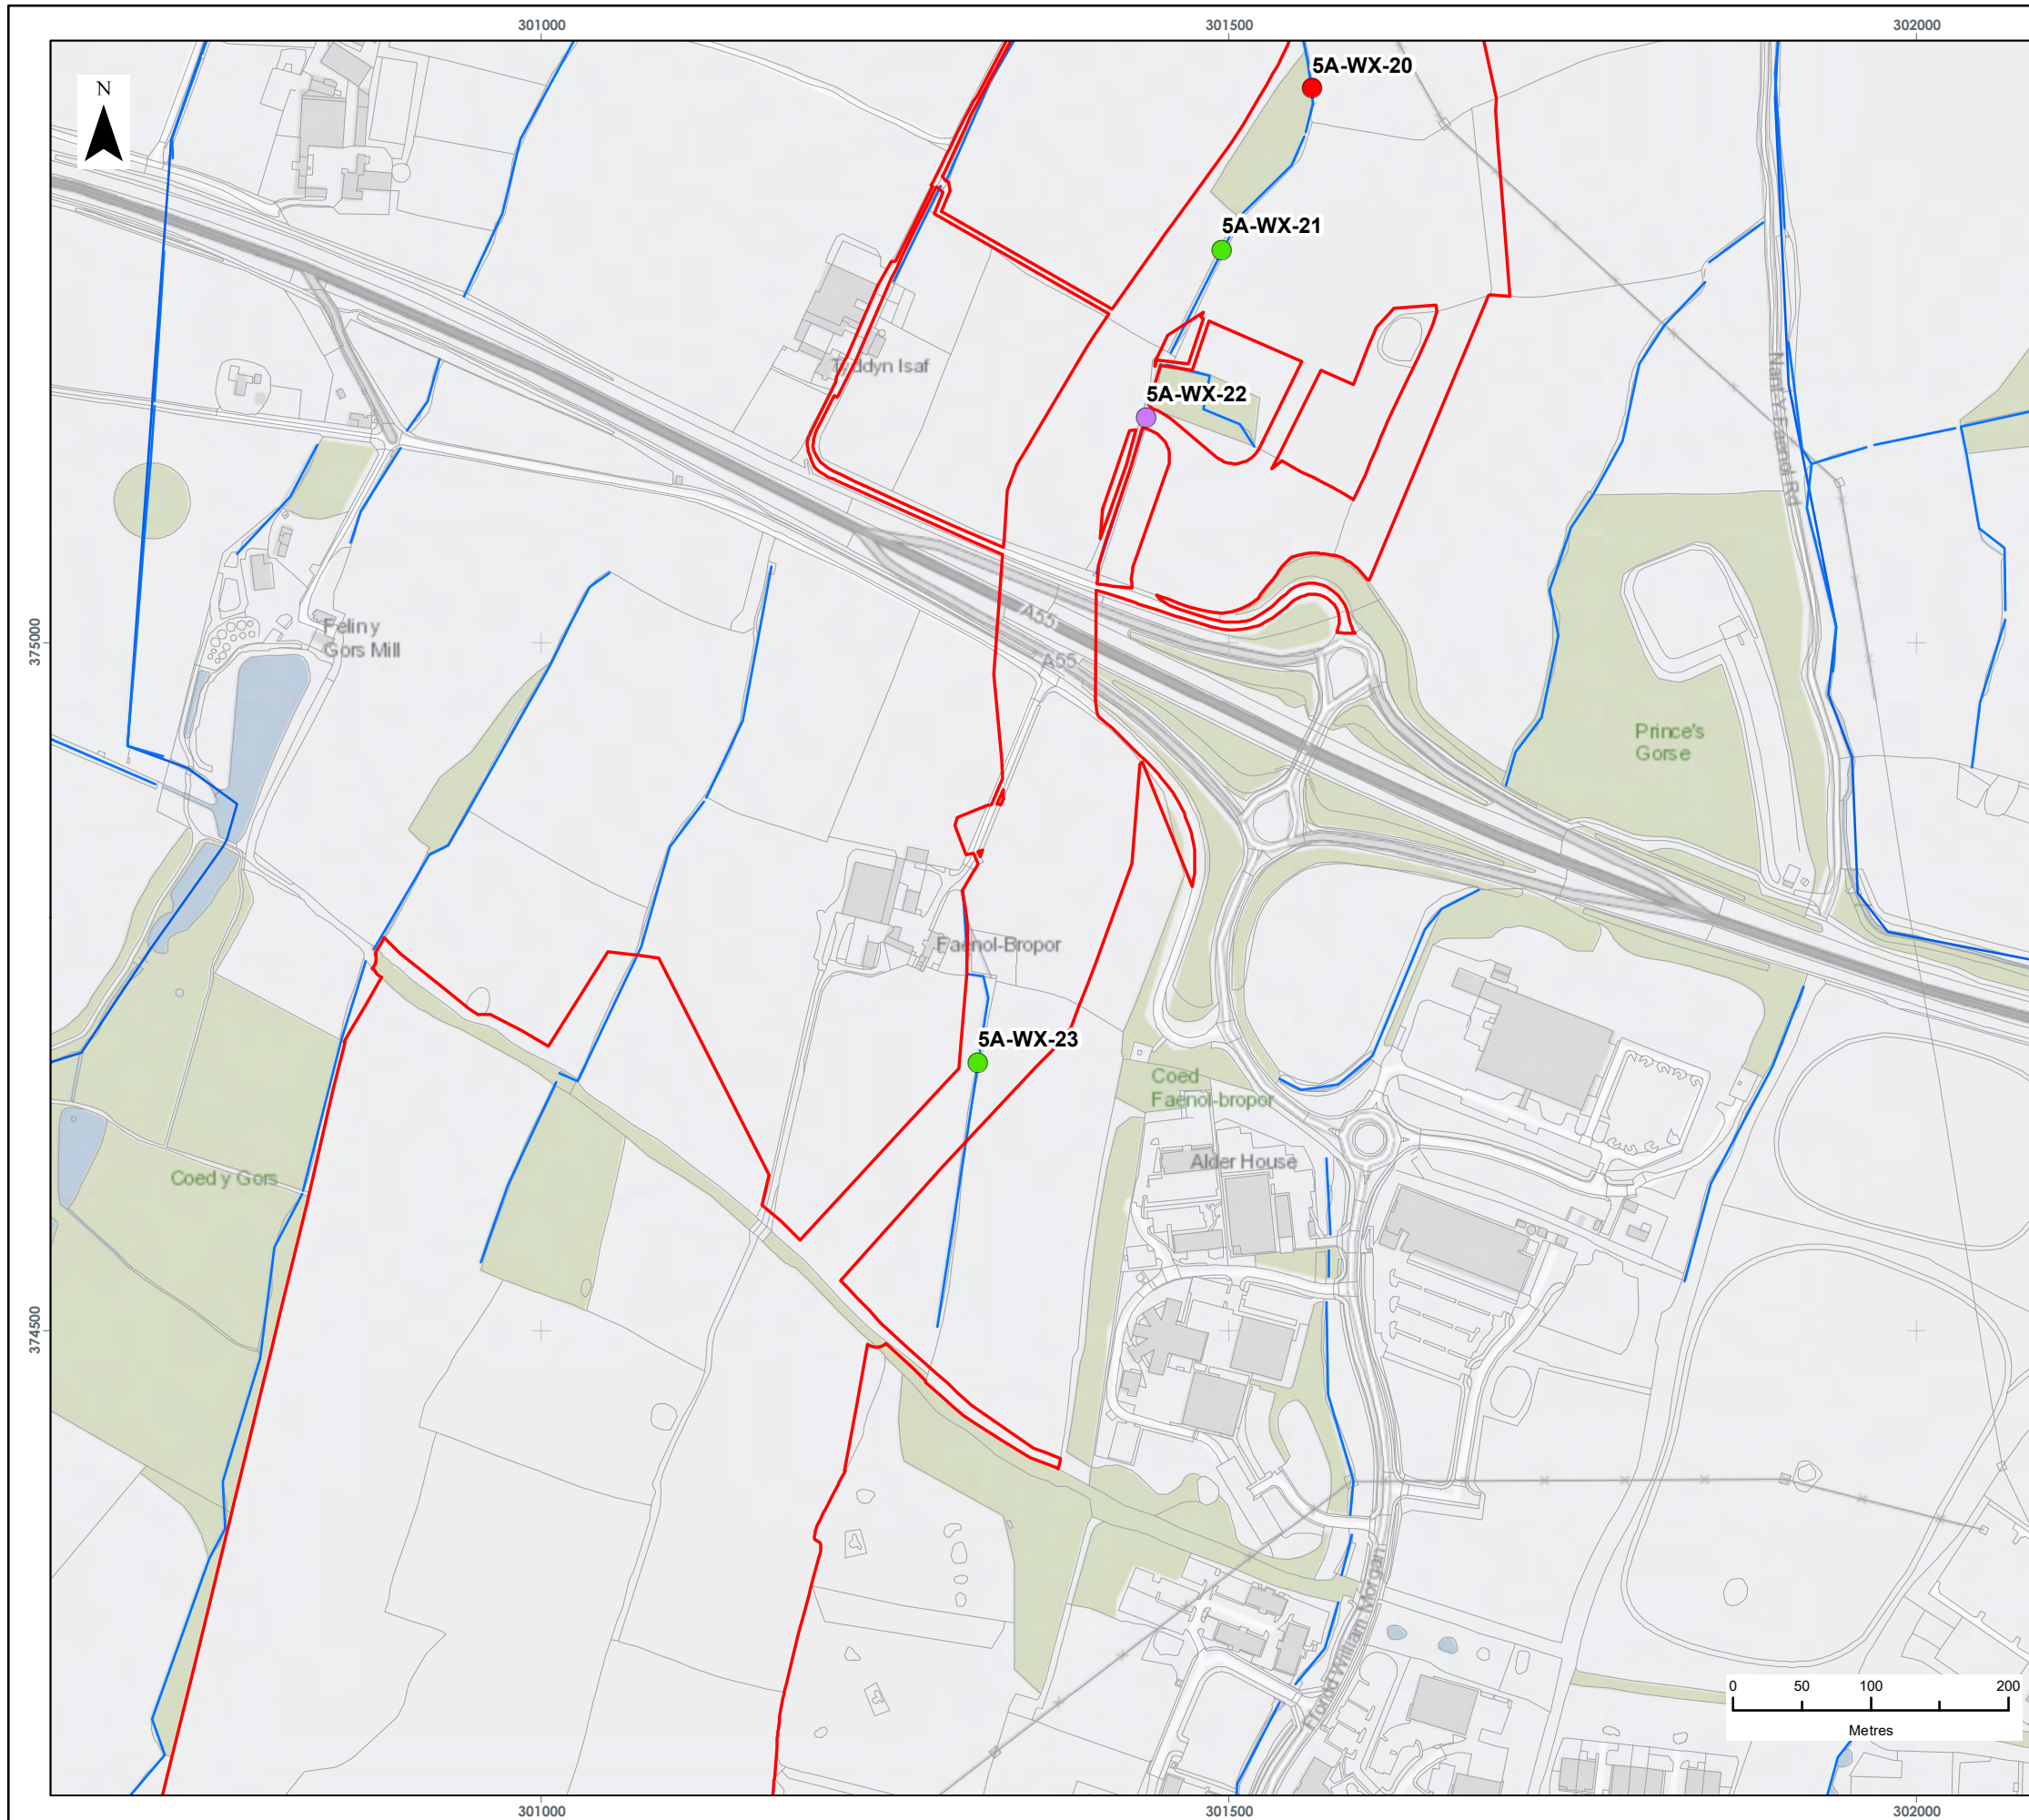 301000
301500
302000
N
5A-WX-20
5A-WX-21
Tyddyn Isaf
5A-WX-22
Nant Y Faenol Rd
375000
Felin y
Gors Mill
A55
A55
Prince's
Gorse
Faenol-Bropor
5A-WX-23
Coed
Faenol-bropor
Alder House
Coed y Gors
374500
Ffordd William Morgan
0 50 100 200
Metres
301000
301500
302000